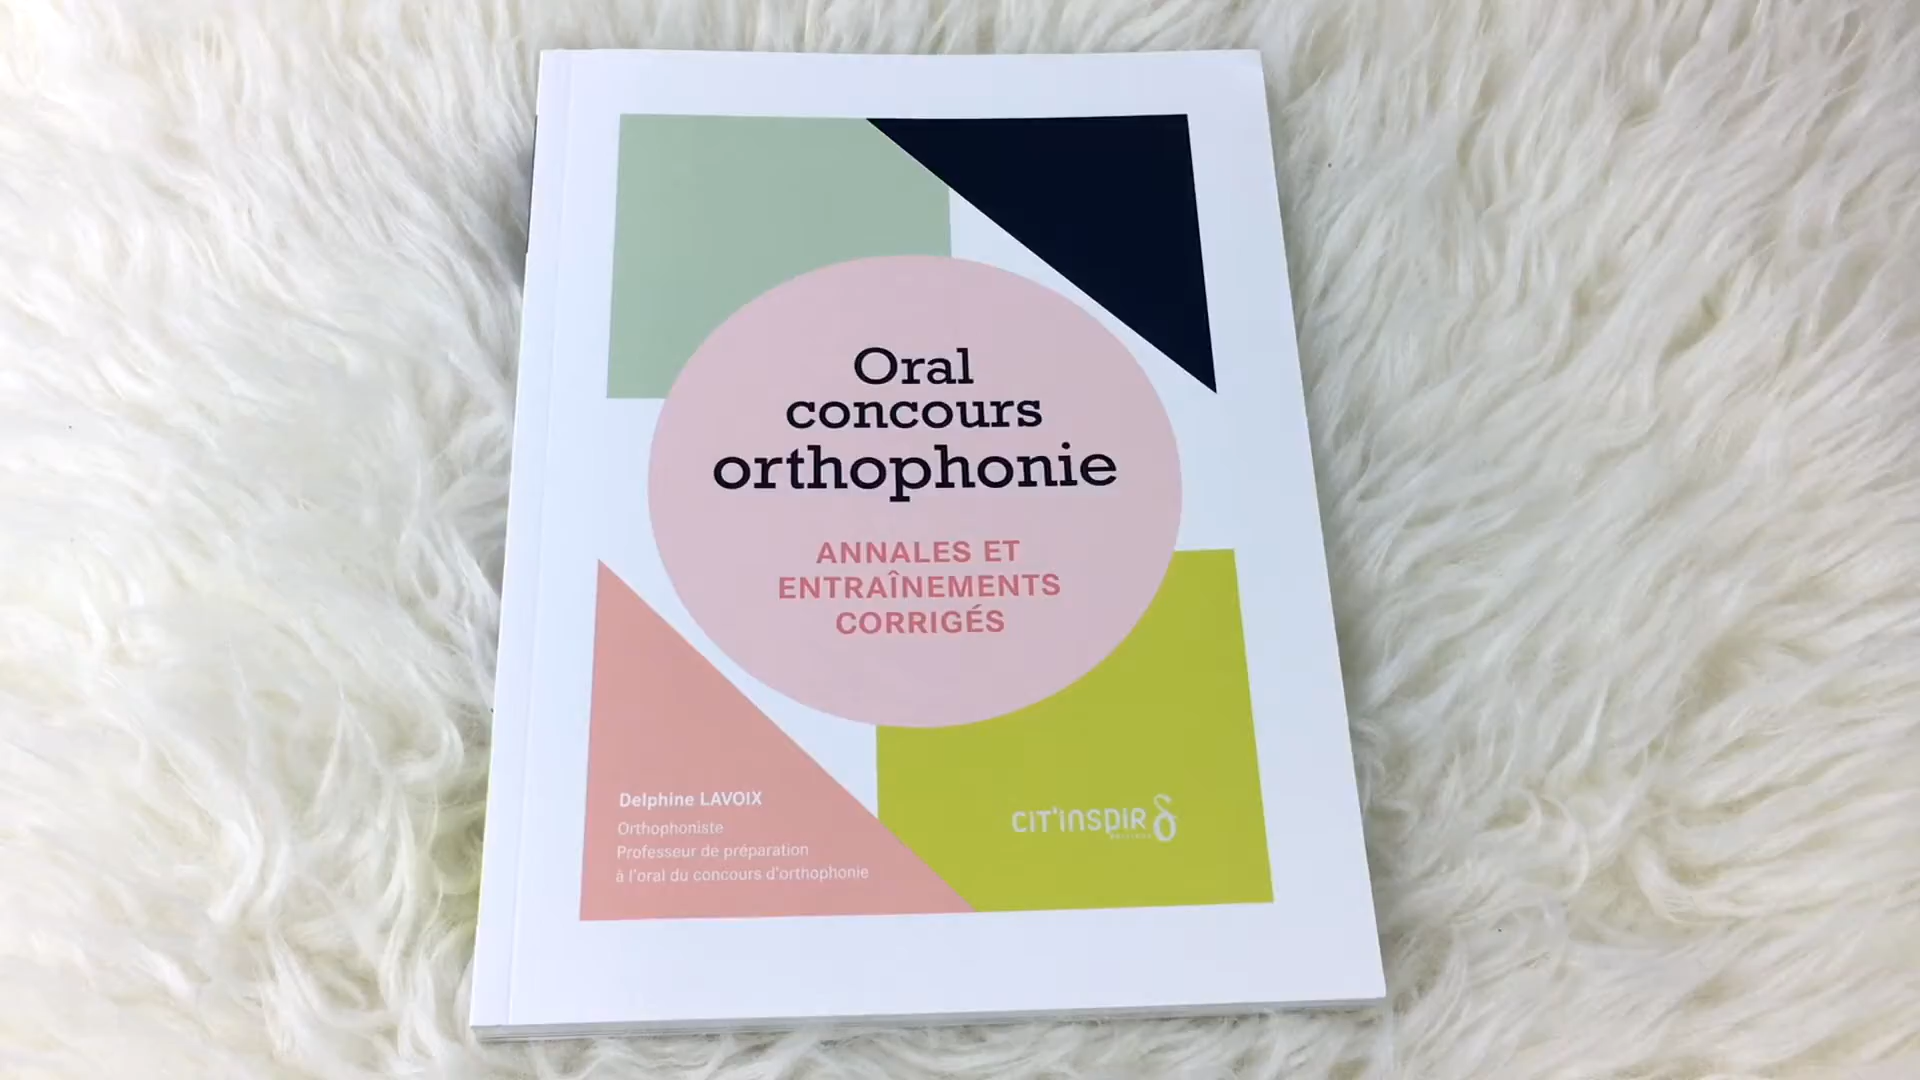 Oral
concours
orthophonie
ANNALES ET
ENTRAÎNEMENTS
CORRIGÉS
Delphine LAVOIX
Orthophoniste
Professeur de préparation
à l'oral du concours d'orthophonie
CIT'INSPIR